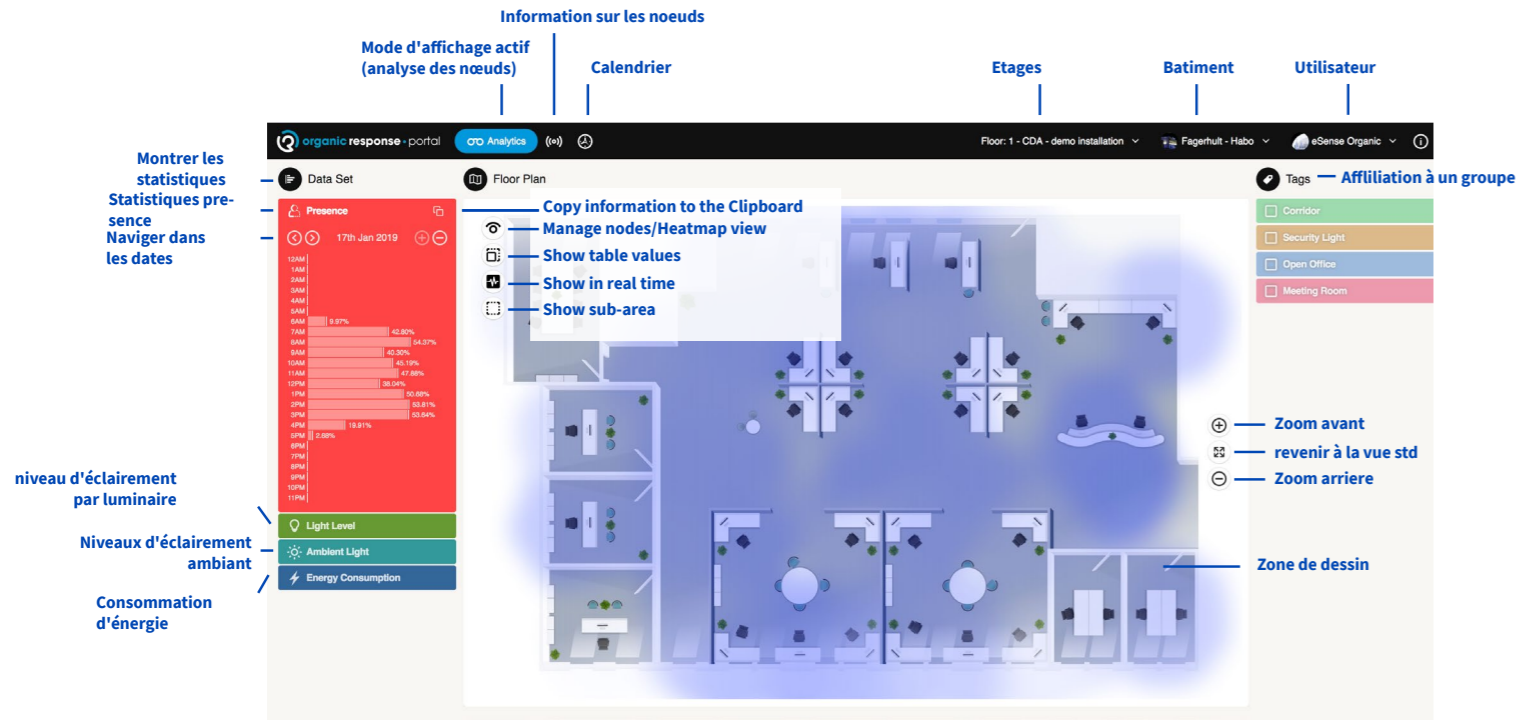 Information sur les noeuds
Mode d'affichage actif
(analyse des nœuds)
Calendrier
Etages
Batiment
Utilisateur
organic response • portal
Analytics
Floor: 1 - CDA - demo installation
Fagerhult - Habo
eSense Organic
Montrer les
statistiques
Data Set
Floor Plan
Tags
Affliliation à un groupe
Statistiques pre-
sence
Presence
Copy information to the Clipboard
Corridor
Naviger dans
les dates
17th Jan 2019
Manage nodes/Heatmap view
Security Light
Show table values
Open Office
Show in real time
Meeting Room
Show sub-area
12AM
1AM
2AM
3AM
4AM
5AM
6AM 9.97%
7AM 42.80%
8AM 54.37%
9AM 40.30%
10AM 45.19%
11AM 47.88%
12PM 38.04%
1PM 50.68%
2PM 53.81%
3PM 53.64%
4PM 19.91%
5PM 2.68%
6PM
7PM
8PM
9PM
10PM
11PM
Zoom avant
revenir à la vue std
Zoom arriere
niveau d'éclairement
par luminaire
Light Level
Niveaux d'éclairement
ambiant
Ambient Light
Zone de dessin
Energy Consumption
Consommation
d'énergie